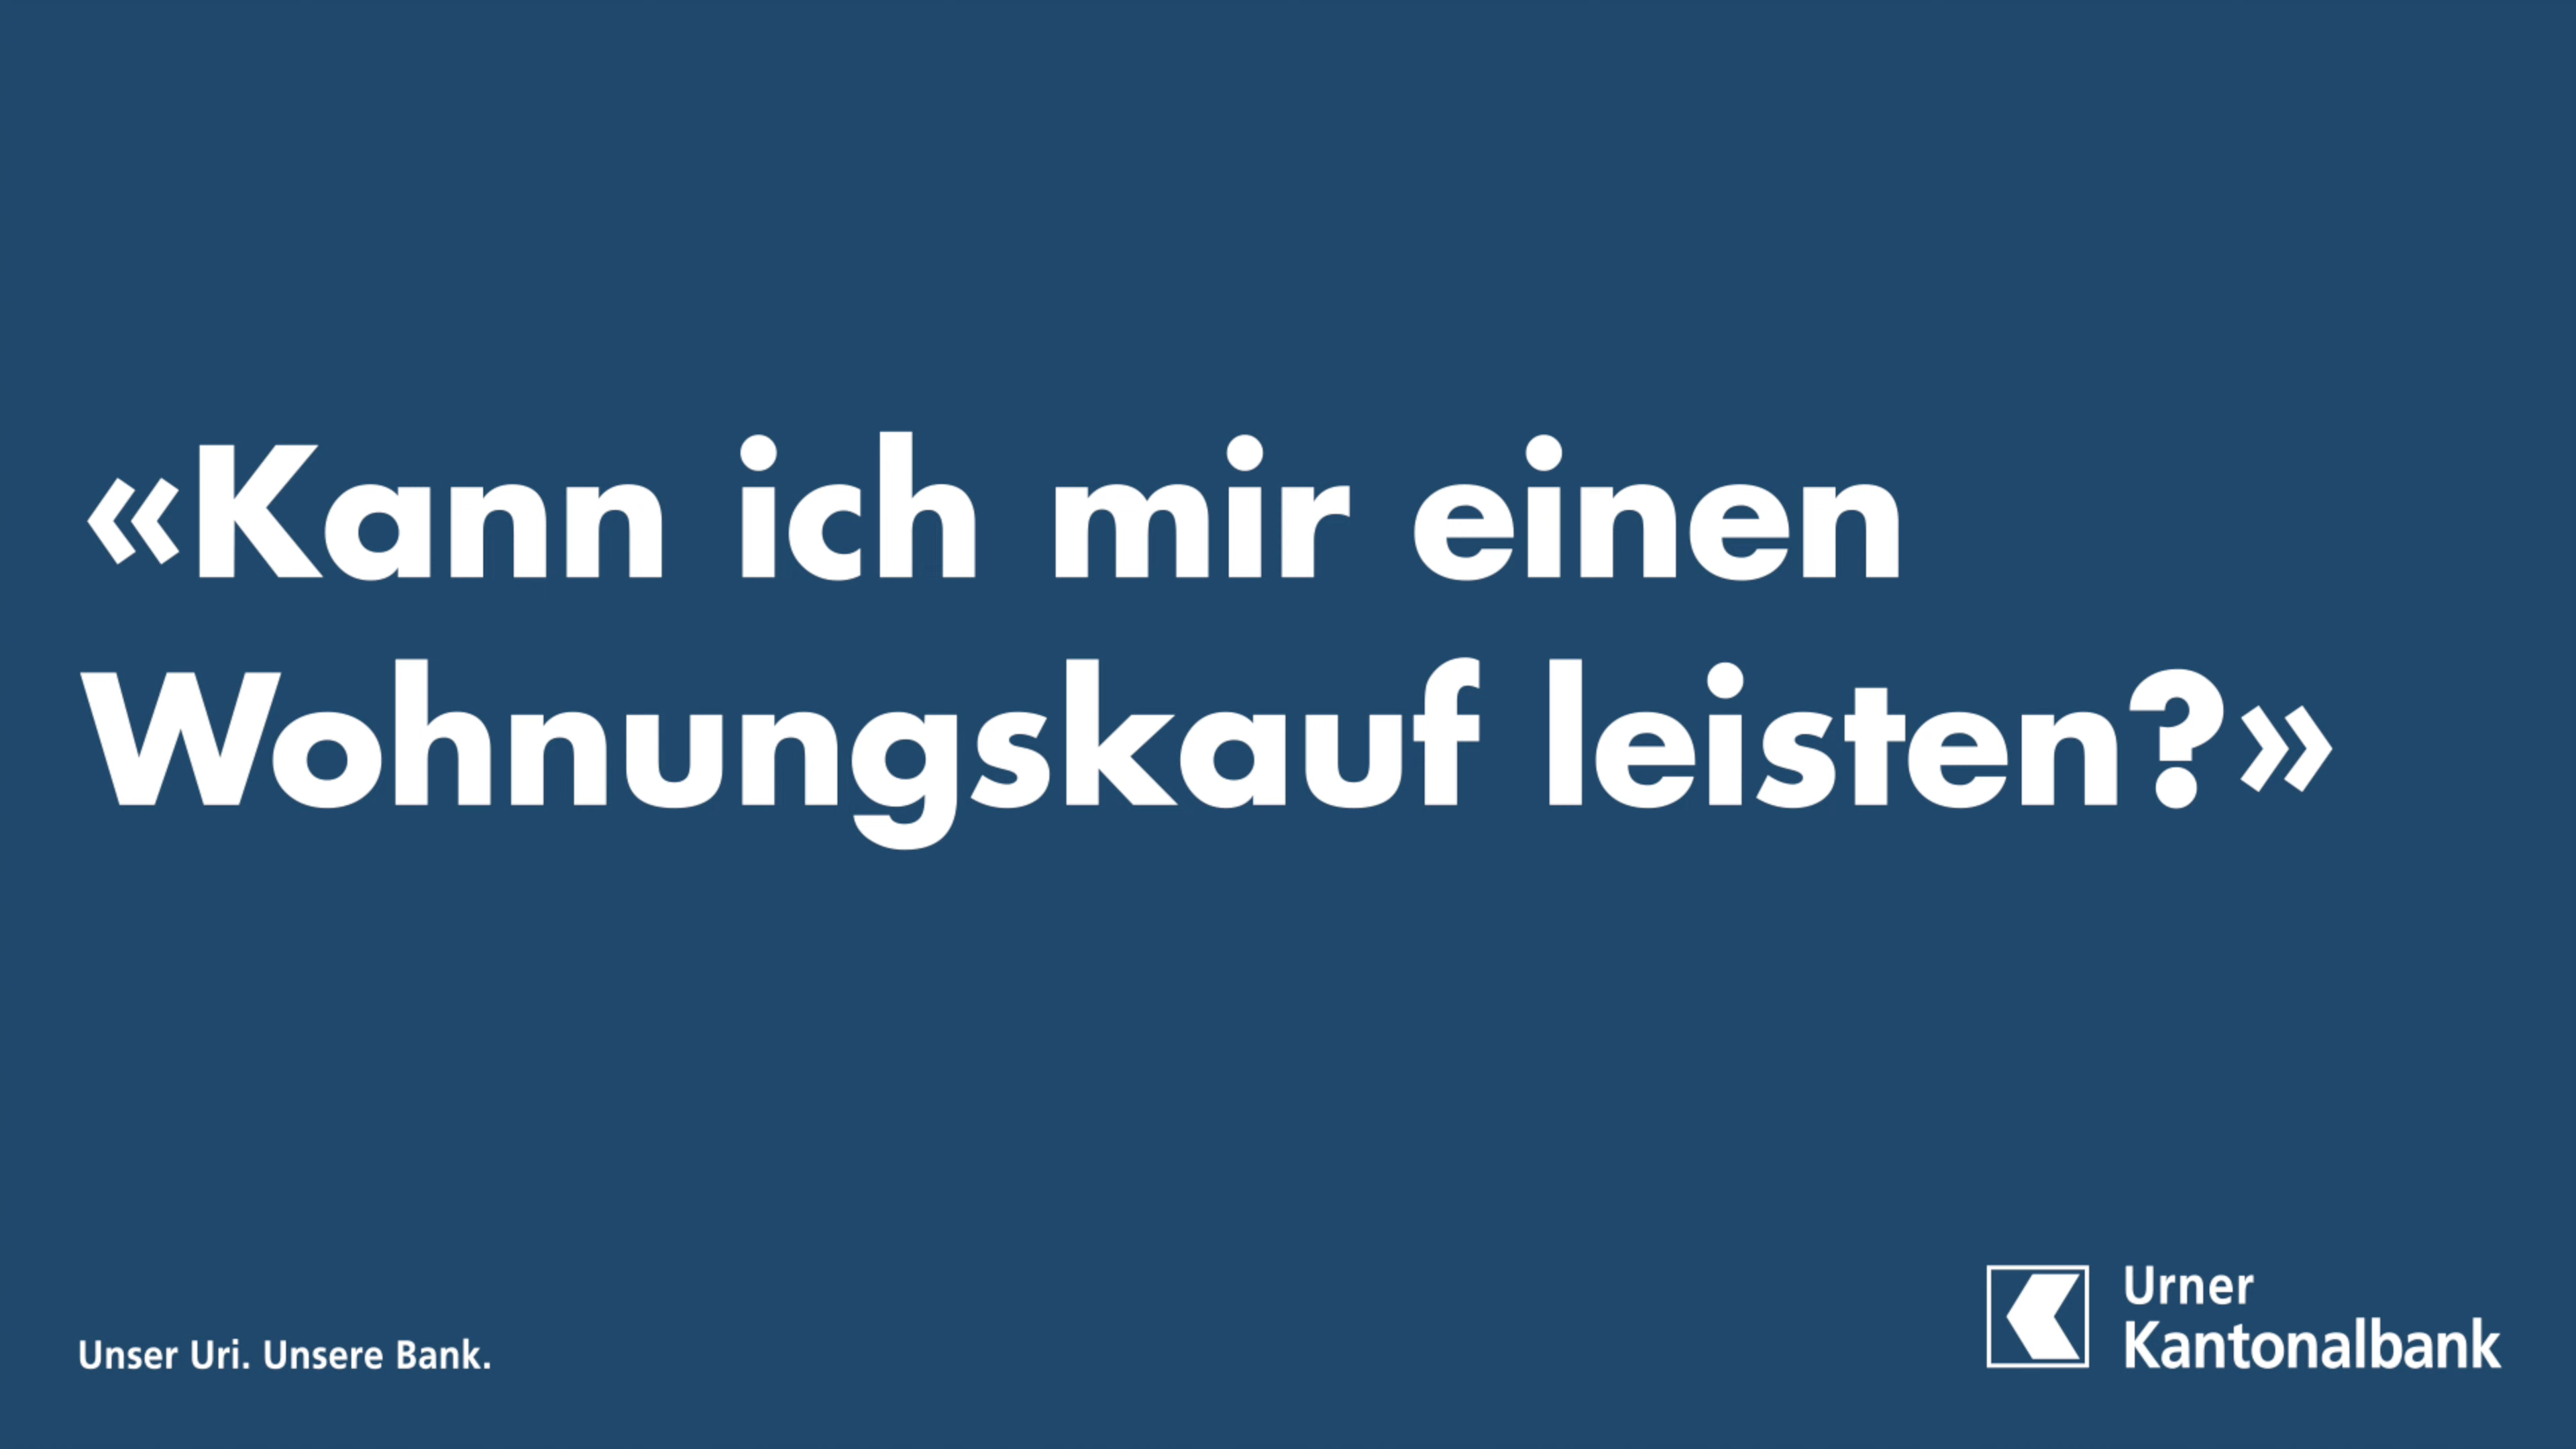 «Kann ich mir einen
Wohnungskauf leisten?»
Unser Uri. Unsere Bank.
Urner
Kantonalbank